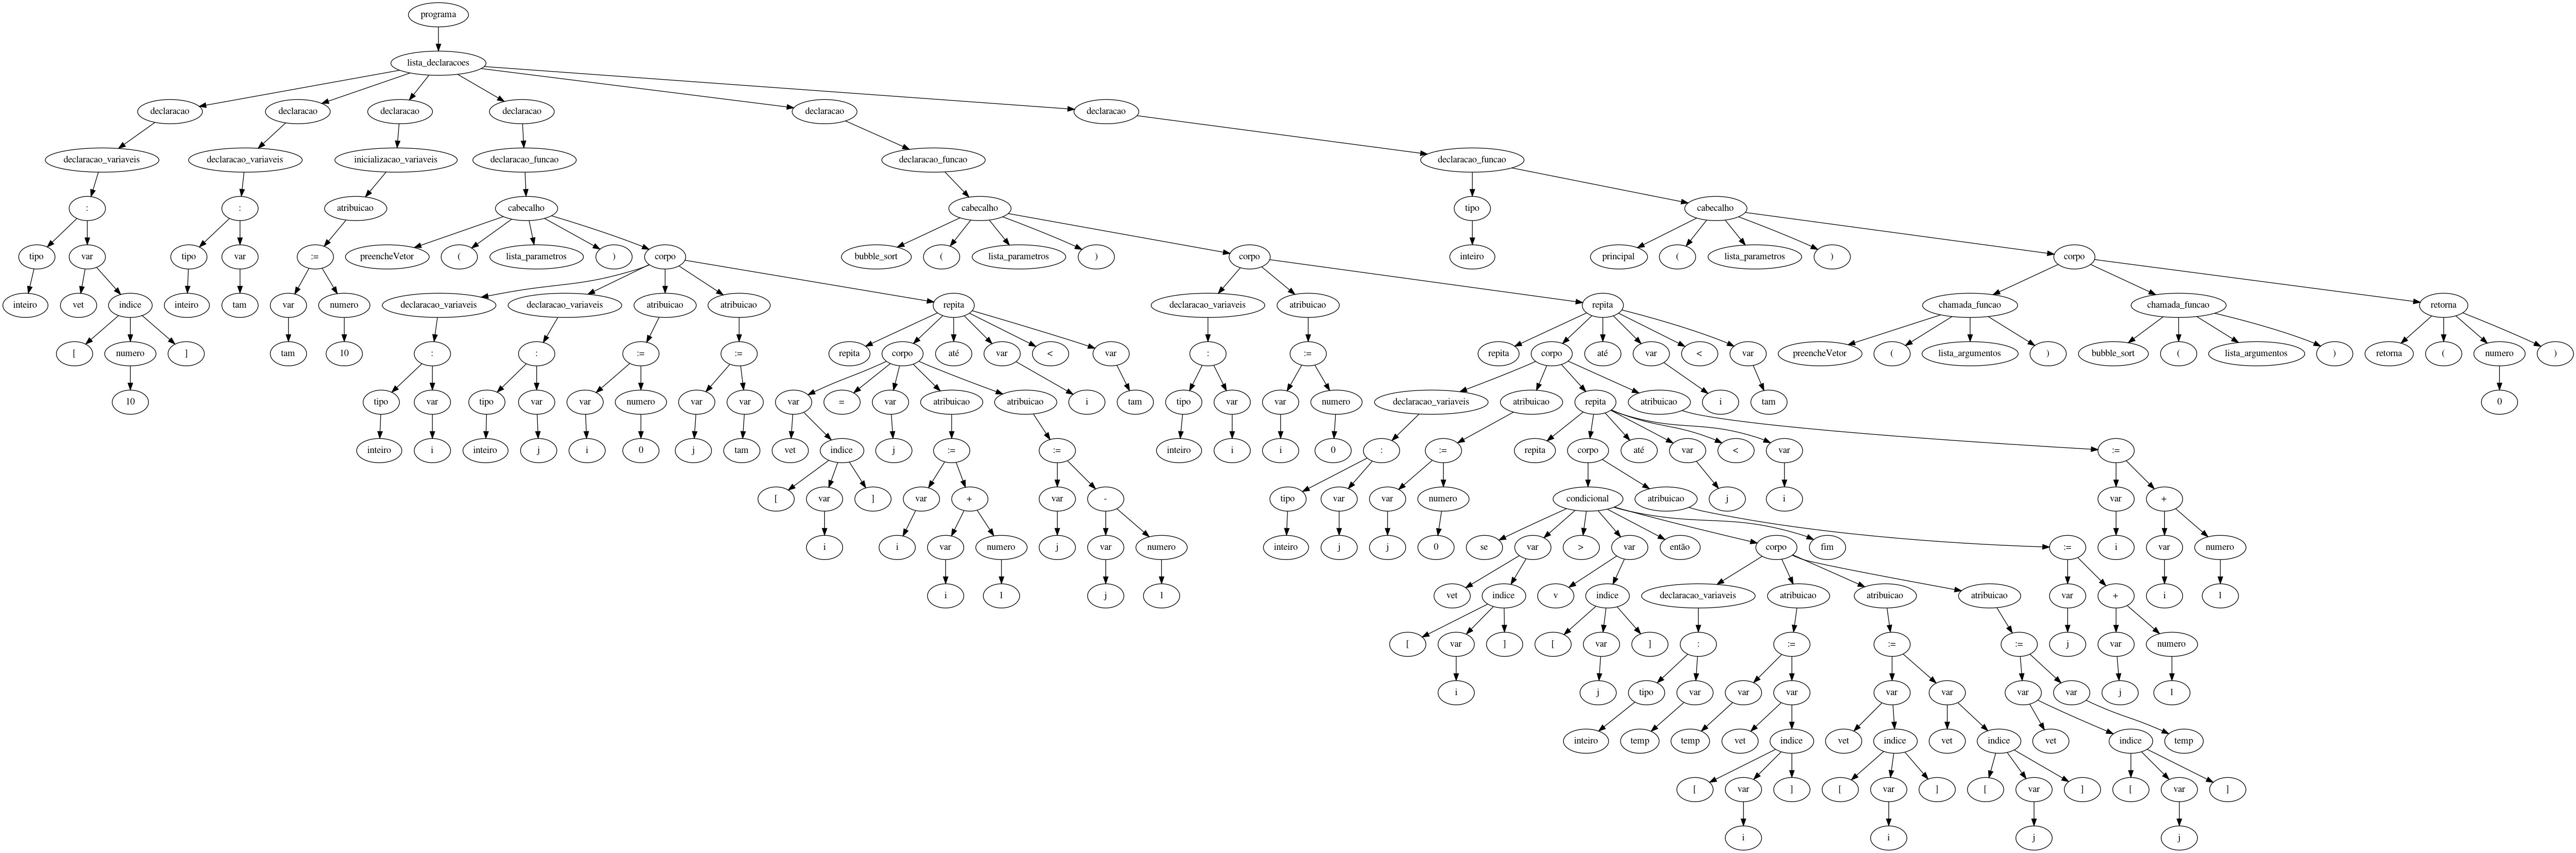 programa
lista_declaracoes
declaracao declaracao declaracao declaracao declaracao declaracao
declaracao_variaveis declaracao_variaveis inicializacao_variaveis declaracao_funcao declaracao_funcao declaracao_funcao
: : atribuicao cabecalho cabecalho tipo cabecalho
tipo var tipo var := preencheVetor ( lista_parametros ) corpo bubble_sort ( lista_parametros ) corpo inteiro principal ( lista_parametros ) corpo
inteiro vet indice inteiro tam var numero declaracao_variaveis declaracao_variaveis atribuicao atribuicao repita declaracao_variaveis atribuicao repita chamada_funcao chamada_funcao retorna
[ numero ] tam 10 : : := := repita corpo até var < var : := repita corpo até var < var preencheVetor ( lista_argumentos ) bubble_sort ( lista_argumentos ) retorna ( numero )
10 tipo var tipo var var numero var var var = var atribuicao atribuicao i tam tipo var var numero declaracao_variaveis atribuicao repita atribuicao i tam 0
inteiro i inteiro j i 0 j tam vet indice j := := inteiro i i 0 : := repita corpo até var < var :=
[ var ] var + var - tipo var var numero condicional atribuicao j i var +
i i var numero j var numero inteiro j j 0 se var > var então corpo fim := i var numero
i 1 j 1 vet indice v indice declaracao_variaveis atribuicao atribuicao atribuicao var + i 1
[ var ] [ var ] : := := := j var numero
i j tipo var var var var var var var j 1
inteiro temp temp vet indice vet indice vet indice vet indice temp
[ var ] [ var ] [ var ] [ var ]
i i j j